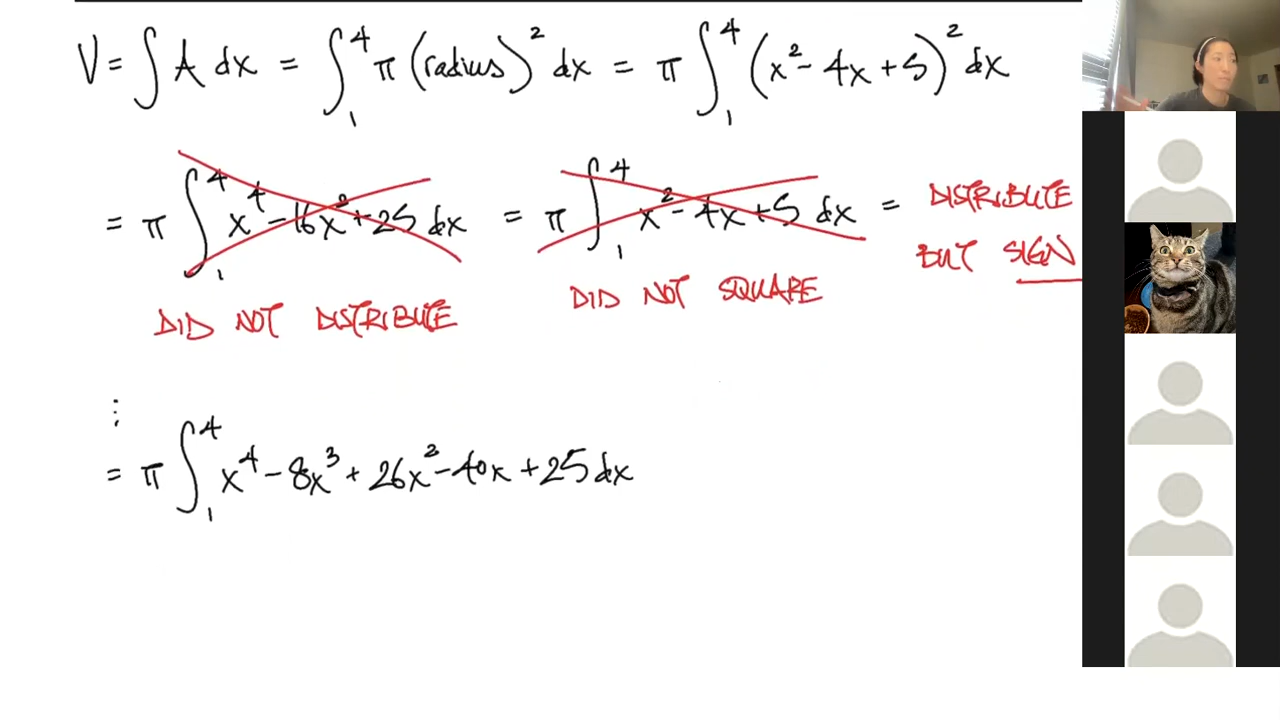 V = ∫ A dx = ∫₁⁴ π (radius)² dx = π ∫₁⁴ (x² - 4x + 5)² dx
= π ∫₁⁴ x⁴ - 16x² + 25 dx = π ∫₁⁴ x² - 4x + 5 dx = DISTRIBUTE
BUT SIGN
DID NOT DISTRIBUTE DID NOT SQUARE
⋮
= π ∫₁⁴ x⁴ - 8x³ + 26x² - 40x + 25 dx